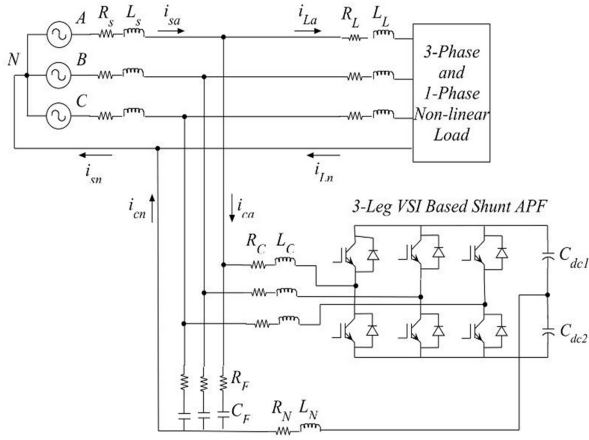 A R_s L_s i_sa i_La R_L L_L
N B
C
3-Phase
and
1-Phase
Non-linear
Load
i_sn i_Ln
i_cn i_ca
3-Leg VSI Based Shunt APF
R_C L_C
C_dc1
C_dc2
R_F
C_F
R_N L_N